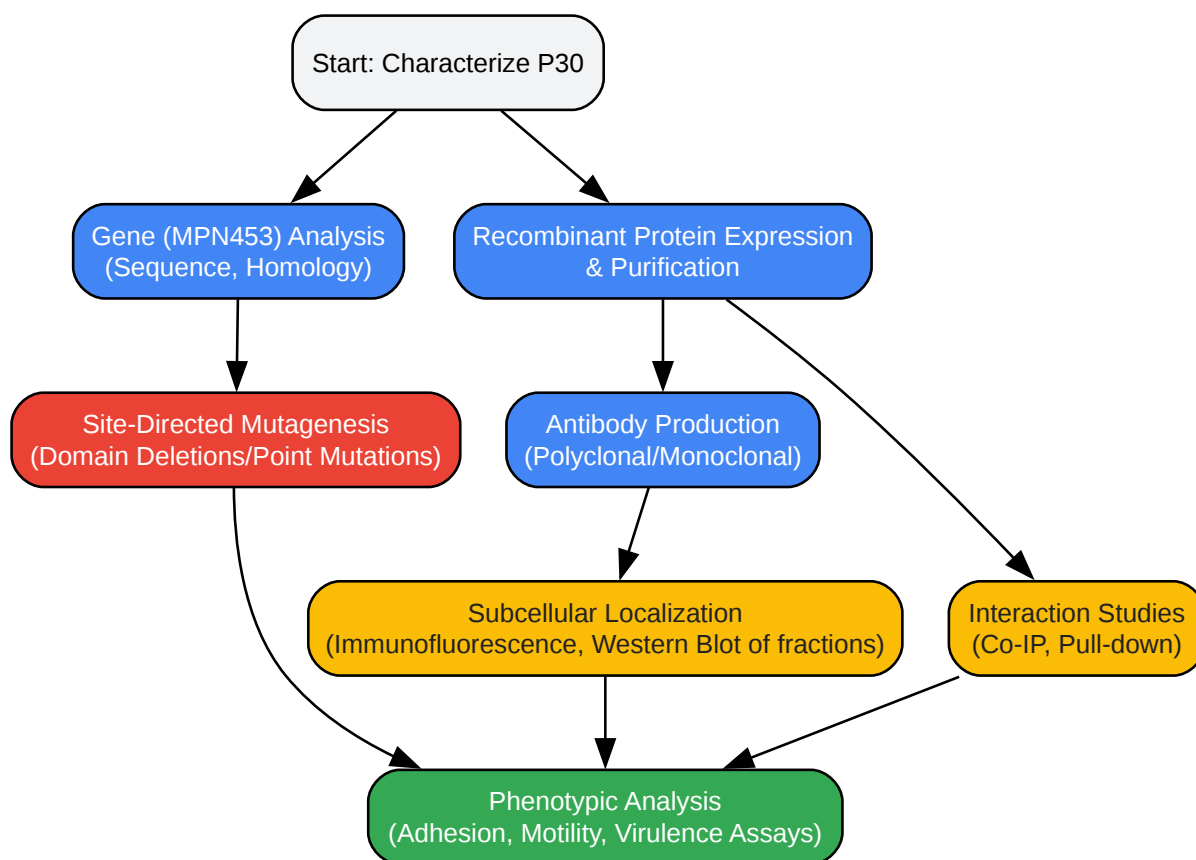 Start: Characterize P30
Gene (MPN453) Analysis
(Sequence, Homology)
Recombinant Protein Expression
& Purification
Site-Directed Mutagenesis
(Domain Deletions/Point Mutations)
Antibody Production
(Polyclonal/Monoclonal)
Subcellular Localization
(Immunofluorescence, Western Blot of fractions)
Interaction Studies
(Co-IP, Pull-down)
Phenotypic Analysis
(Adhesion, Motility, Virulence Assays)